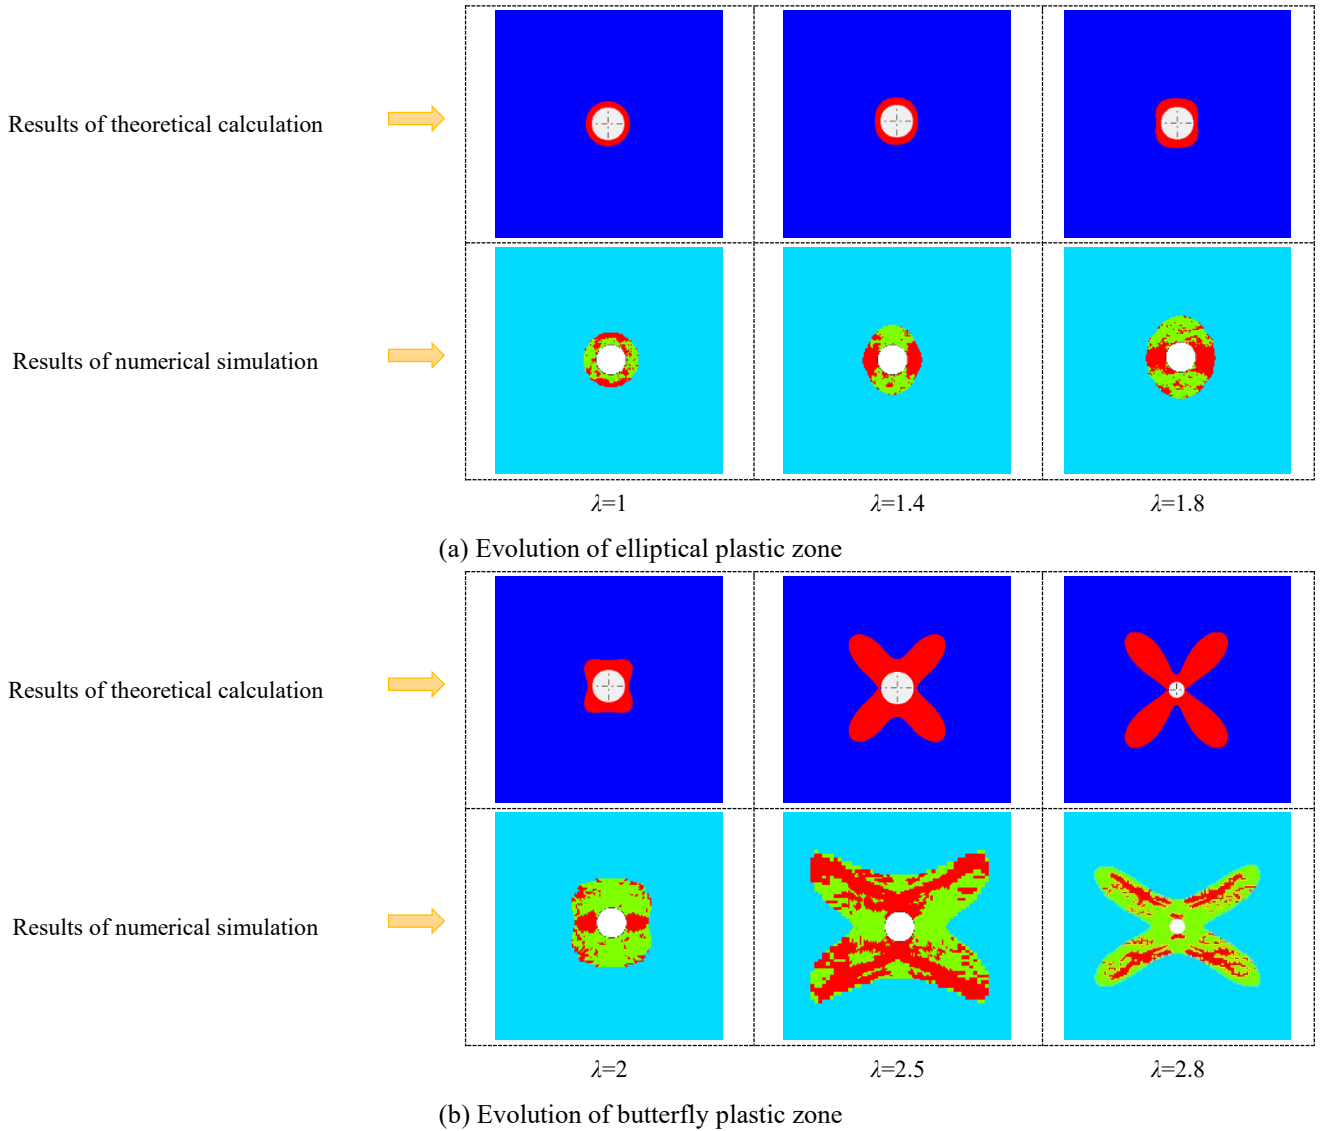 Results of theoretical calculation
Results of numerical simulation
λ=1
λ=1.4
λ=1.8
(a) Evolution of elliptical plastic zone
Results of theoretical calculation
Results of numerical simulation
λ=2
λ=2.5
λ=2.8
(b) Evolution of butterfly plastic zone